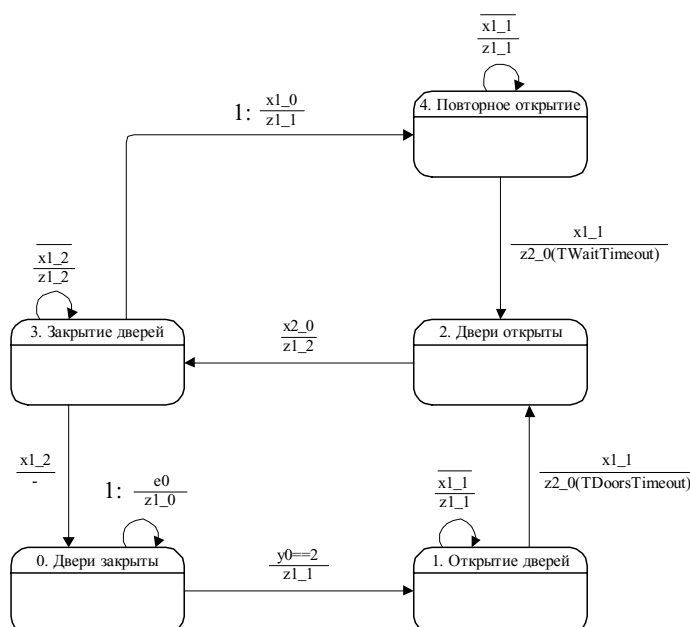 x1_1
z1_1
1: x1_0
z1_1
4. Повторное открытие
x1_1
z2_0(TWaitTimeout)
x1_2
z1_2
3. Закрытие дверей
x2_0
z1_2
2. Двери открыты
x1_2
-
1: e0
z1_0
x1_1
z1_1
x1_1
z2_0(TDoorsTimeout)
0. Двери закрыты
y0==2
z1_1
1. Открытие дверей